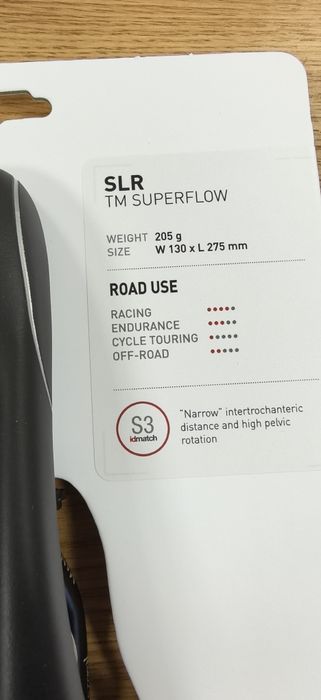 SLR
TM SUPERFLOW
WEIGHT 205 g
SIZE W 130 x L 275 mm
ROAD USE
RACING
ENDURANCE
CYCLE TOURING
OFF-ROAD
S3
idmatch
"Narrow" intertrochanteric
distance and high pelvic
rotation